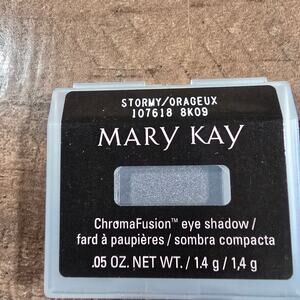 STORMY/ORAGEUX
107618 8K09
MARY KAY
ChromaFusion™ eye shadow /
fard à paupières / sombra compacta
.05 OZ. NET WT. / 1.4 g / 1,4 g